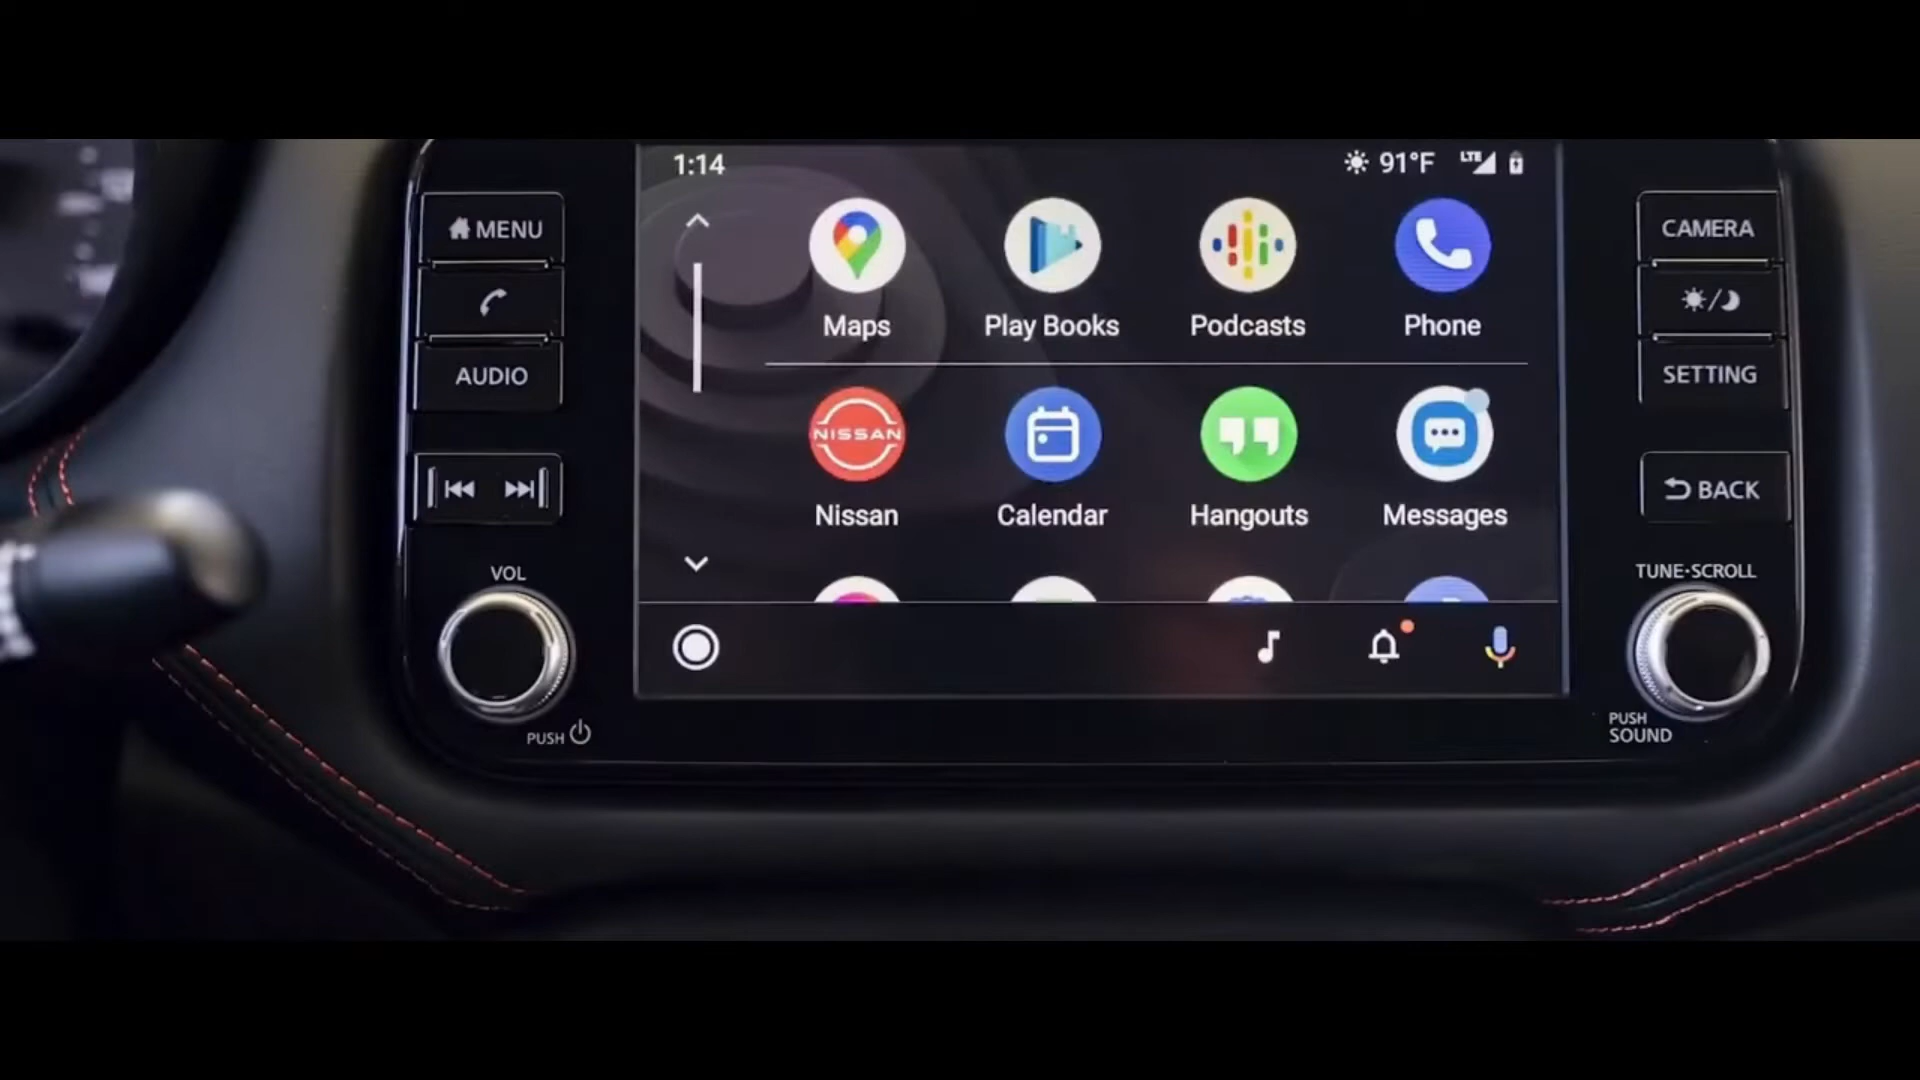 1:14
91°F LTE
MENU
CAMERA
Maps
Play Books
Podcasts
Phone
AUDIO
SETTING
NISSAN
Nissan
Calendar
Hangouts
Messages
BACK
VOL
TUNE·SCROLL
PUSH
PUSH
SOUND